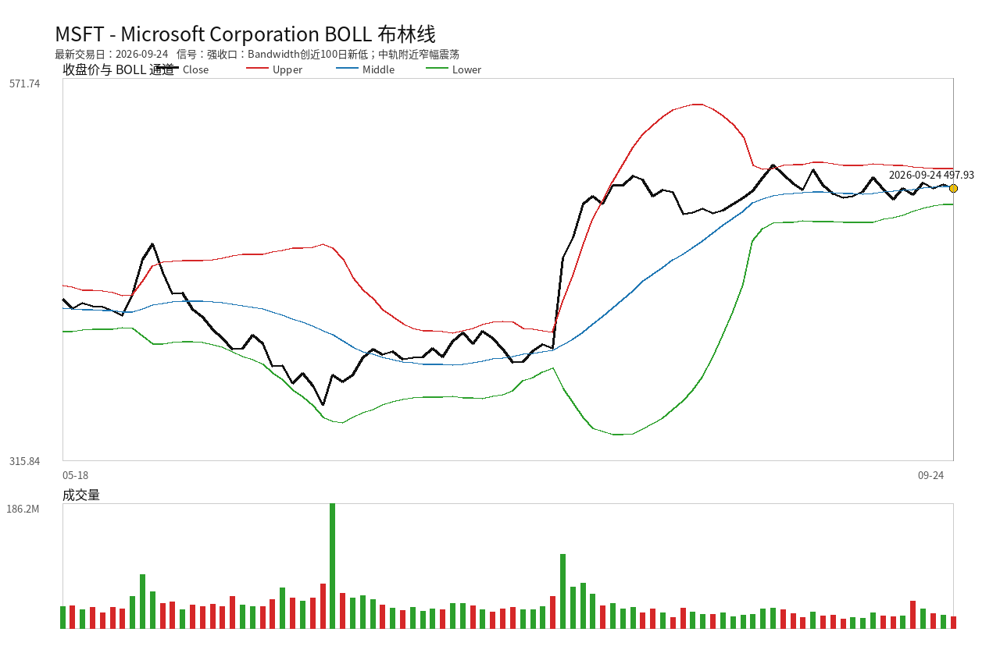 MSFT - Microsoft Corporation BOLL 布林线
最新交易日：2026-09-24 信号：强收口：Bandwidth创近100日新低；中轨附近窄幅震荡
收盘价与 BOLL 通道 Close Upper Middle Lower
571.74
2026-09-24 497.93
315.84
05-18 09-24
成交量
186.2M